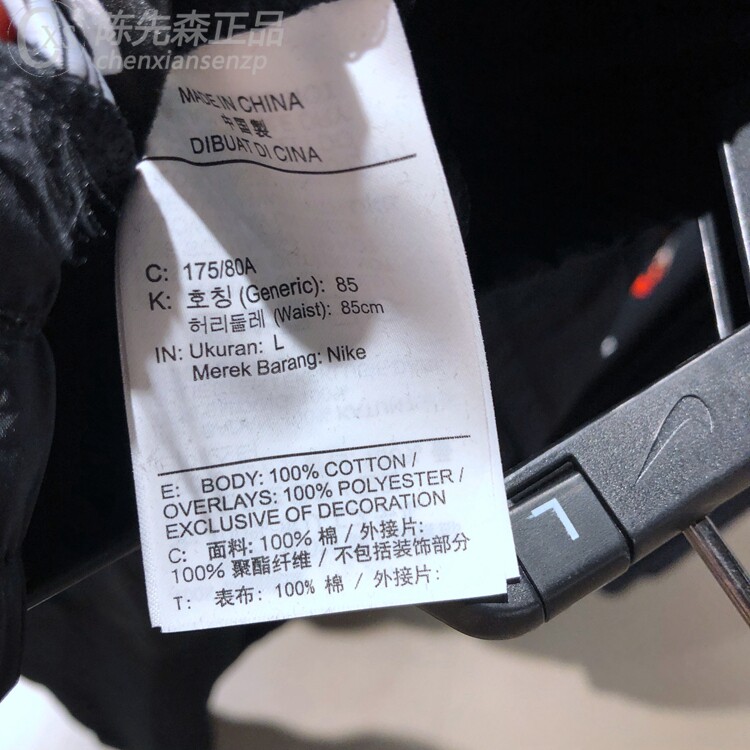 陈先森正品
chenxiansenzp
MADE IN CHINA
中國製
DIBUAT DI CINA
C: 175/80A
K: 호칭 (Generic): 85
허리둘레 (Waist): 85cm
IN: Ukuran: L
Merek Barang: Nike
E: BODY: 100% COTTON /
OVERLAYS: 100% POLYESTER /
EXCLUSIVE OF DECORATION
C: 面料: 100% 棉 / 外接片:
100% 聚酯纤维 / 不包括装饰部分
T: 表布: 100% 棉 / 外接片:
L